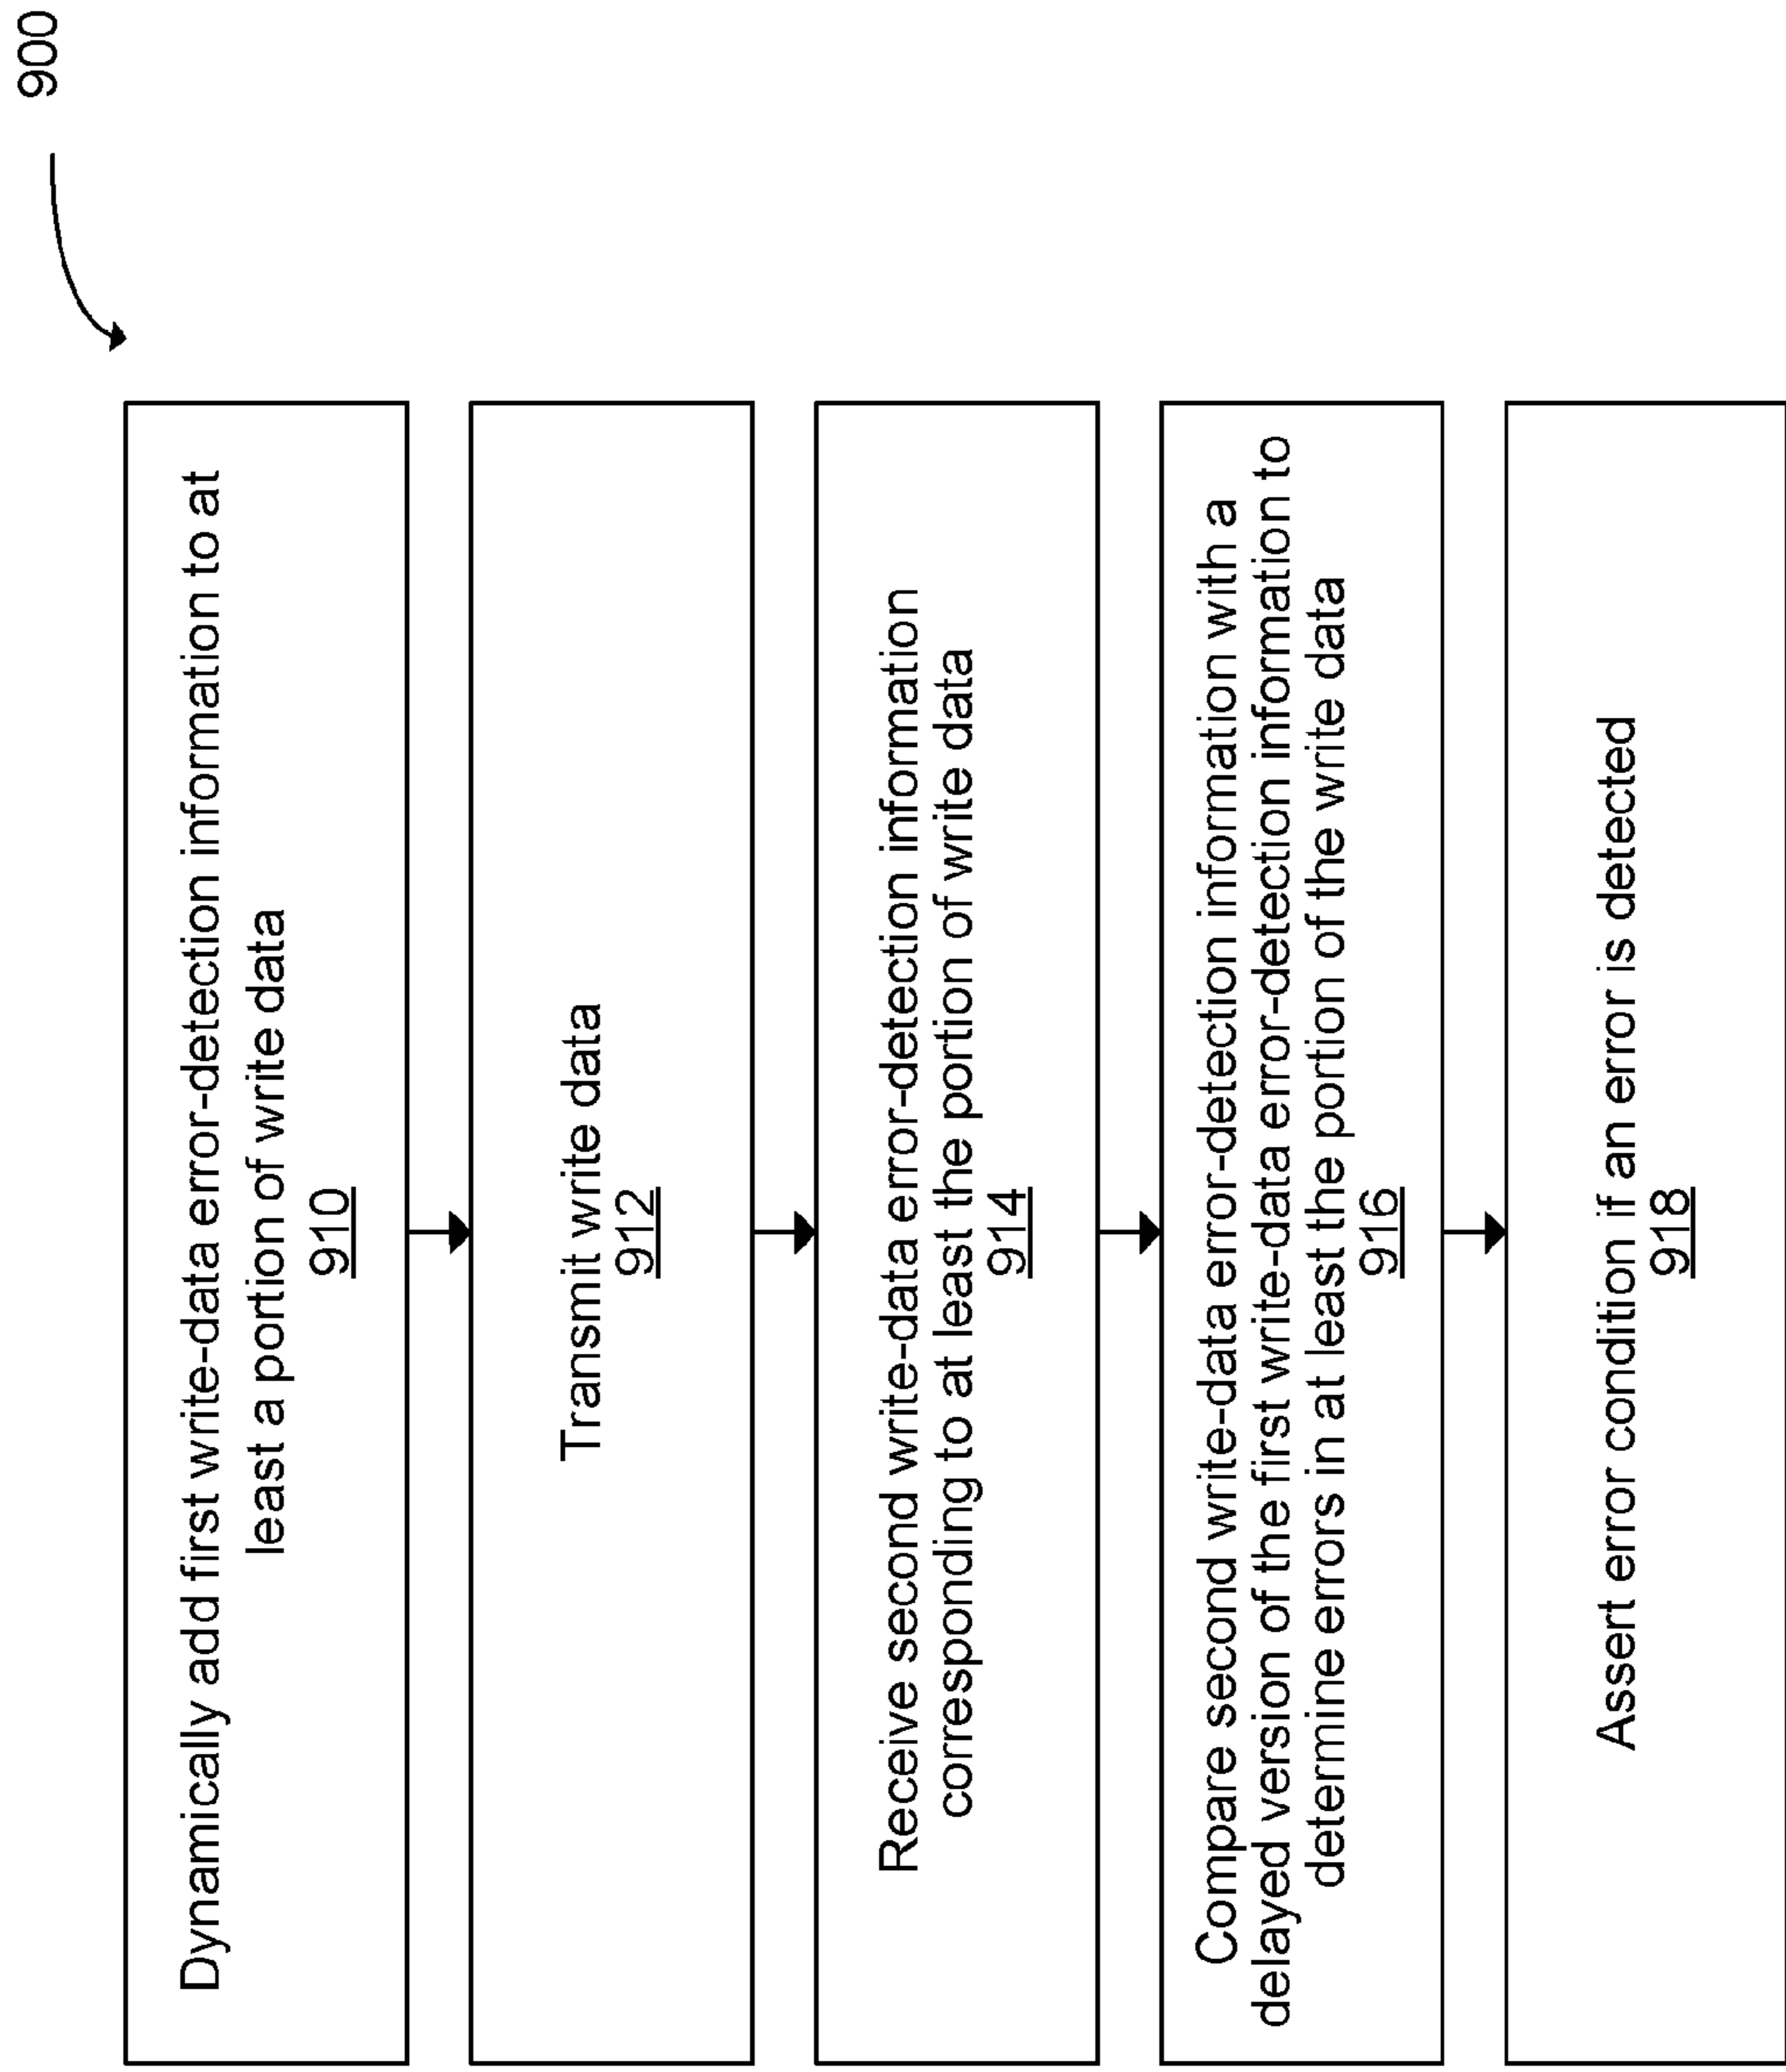 900
Dynamically add first write-data error-detection information to at
least a portion of write data
910
Transmit write data
912
Receive second write-data error-detection information
corresponding to at least the portion of write data
914
Compare second write-data error-detection information with a
delayed version of the first write-data error-detection information to
determine errors in at least the portion of the write data
916
Assert error condition if an error is detected
918